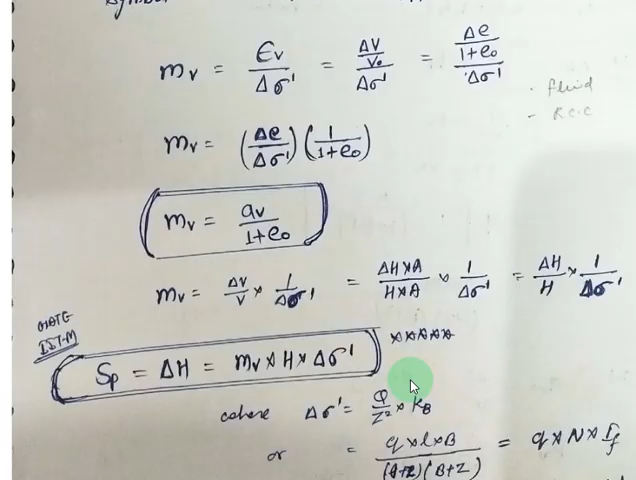 mv = Ev/Δσ' = (ΔV/V₀)/Δσ' = (Δe/(1+e₀))/Δσ'
· fluid
- R.C.C
mv = (Δe/Δσ') (1/(1+e₀))
mv = av/(1+e₀)
mv = ΔV/V × 1/Δσ' = ΔH×A/H×A × 1/Δσ' = ΔH/H × 1/Δσ'
GATE
Sp = ΔH = mv × H × Δσ' ×××××
where Δσ' = Q/Z² × KB
or = q×l×B/(B+Z) = q×N×If